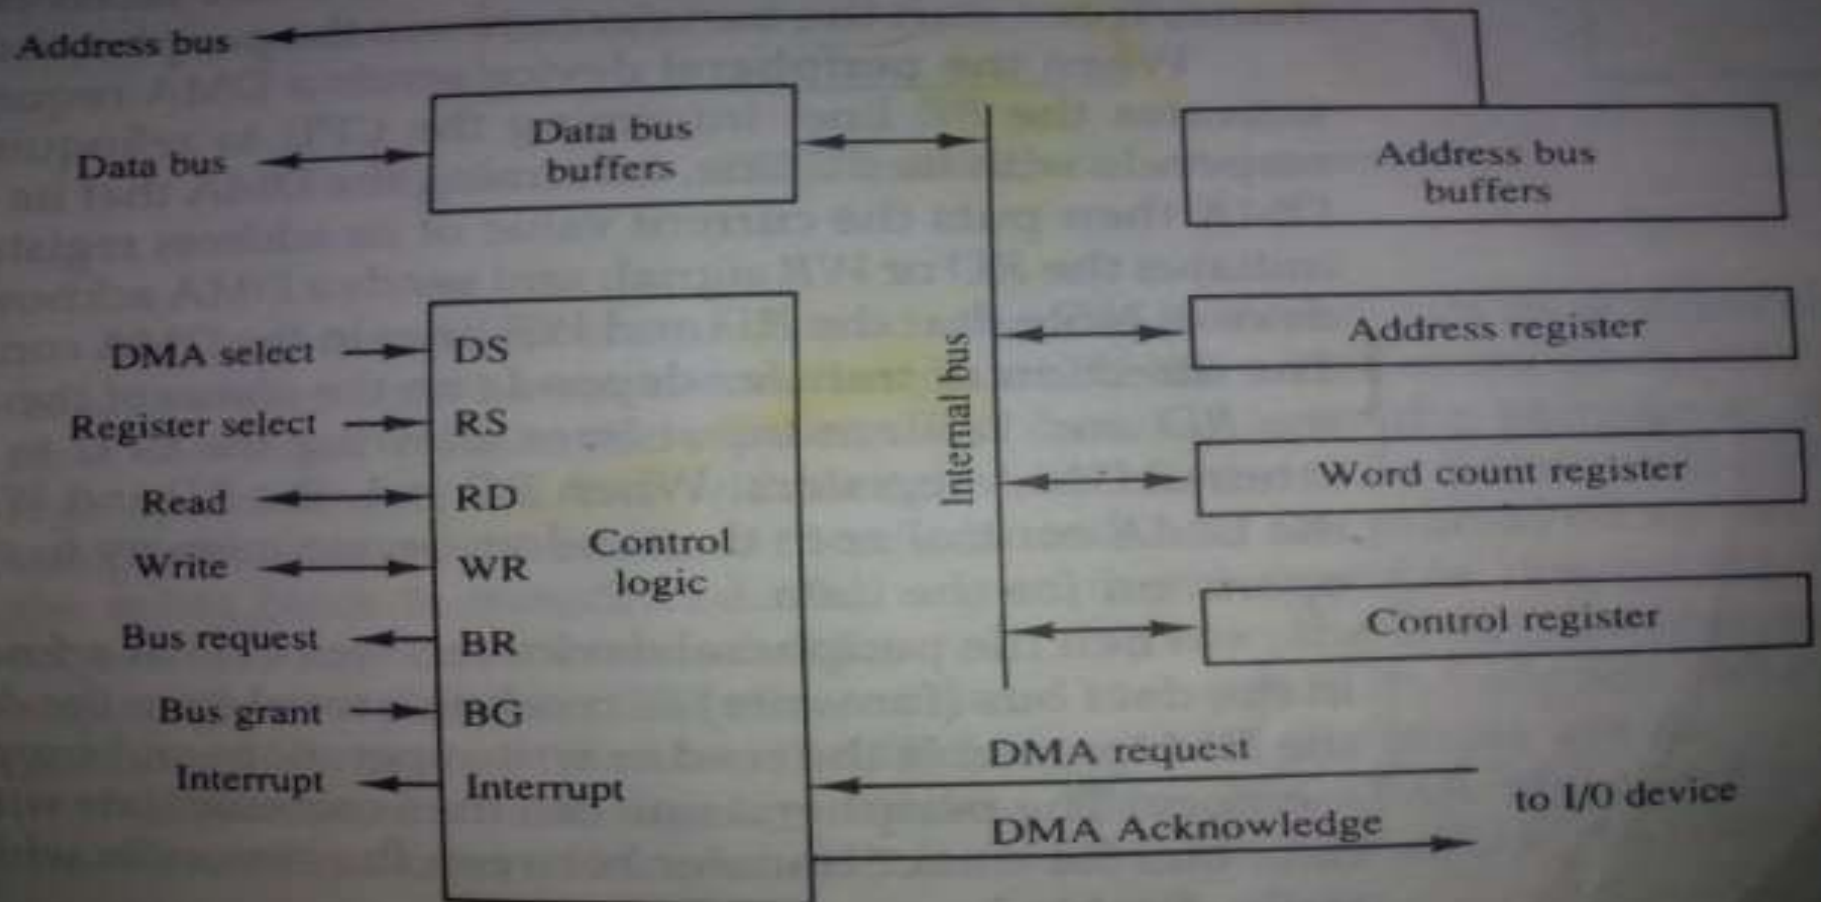 Address bus
Data bus
Data bus
buffers
Address bus
buffers
Internal bus
DMA select
DS
Register select
RS
Read
RD
Write
WR
Bus request
BR
Bus grant
BG
Interrupt
Interrupt
Control
logic
Address register
Word count register
Control register
DMA request
DMA Acknowledge
to I/O device